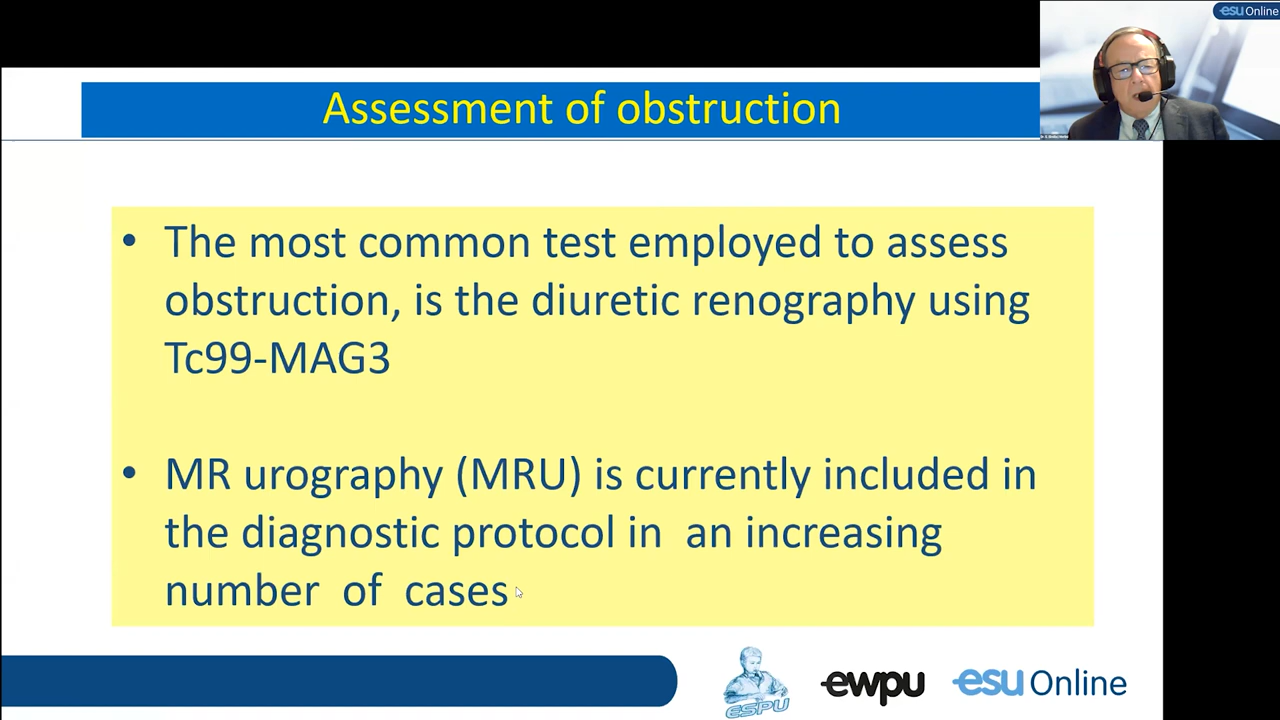 esu Online
Assessment of obstruction
• The most common test employed to assess
obstruction, is the diuretic renography using
Tc99-MAG3
• MR urography (MRU) is currently included in
the diagnostic protocol in an increasing
number of cases
ESPU
ewpu
esu Online